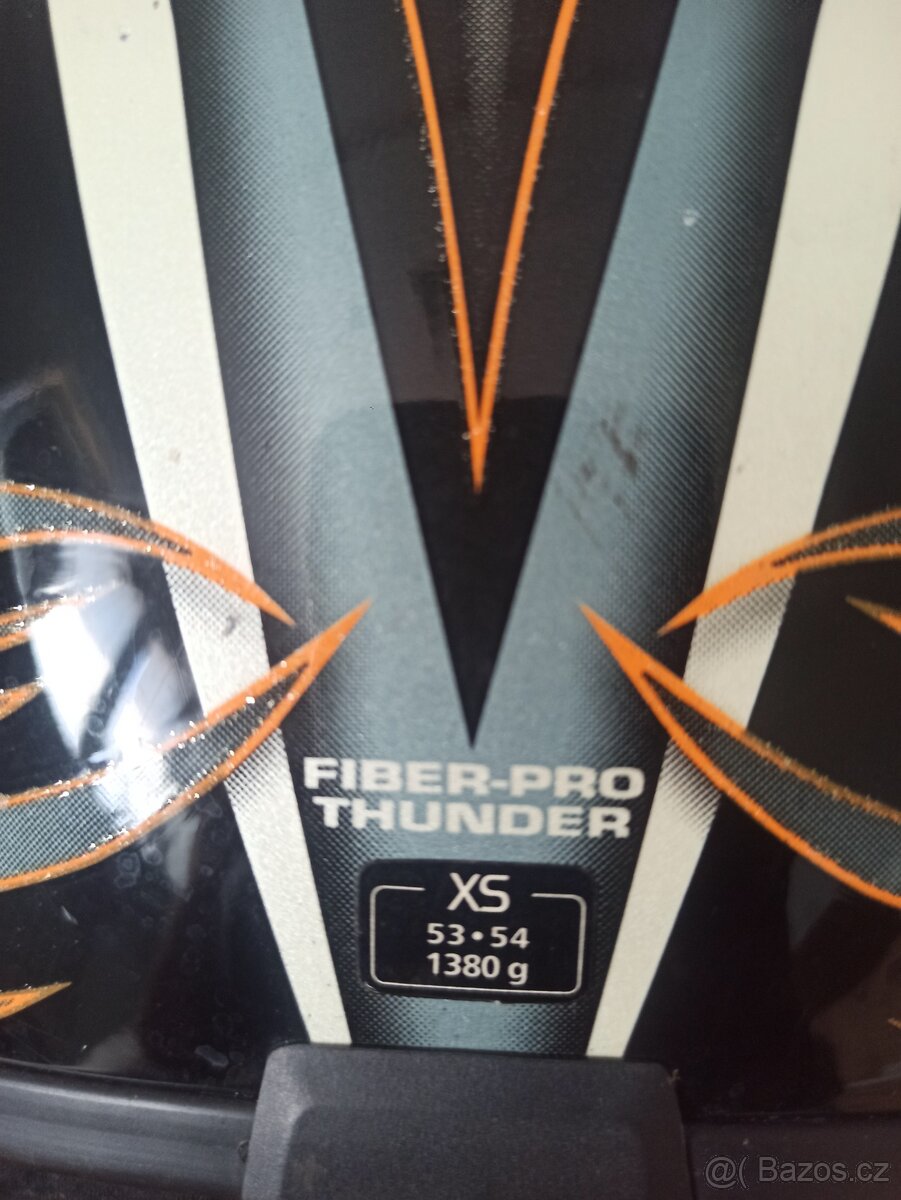 FIBER-PRO
THUNDER
XS
53•54
1380 g
@( Bazos.cz